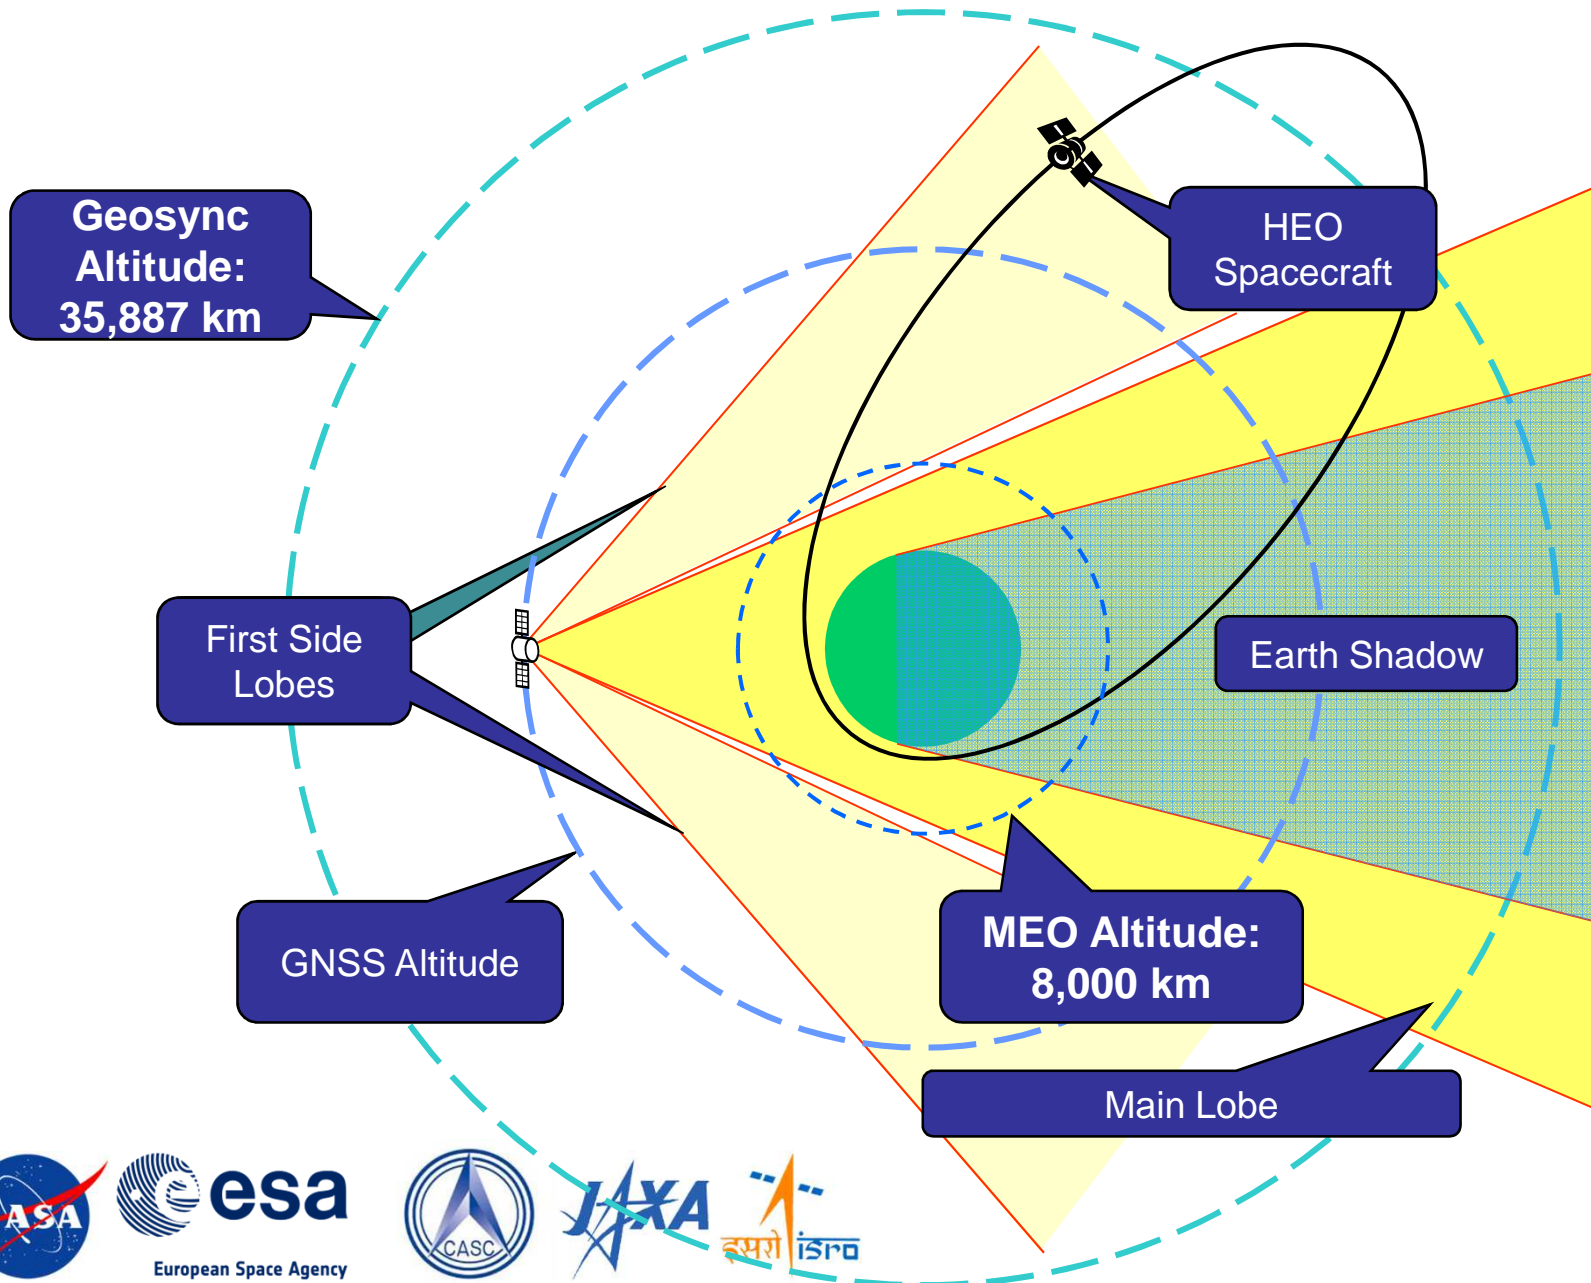 Geosync
Altitude:
35,887 km
HEO
Spacecraft
First Side
Lobes
Earth Shadow
GNSS Altitude
MEO Altitude:
8,000 km
Main Lobe
ASA
esa
European Space Agency
CASC
JAXA
इसरो isro